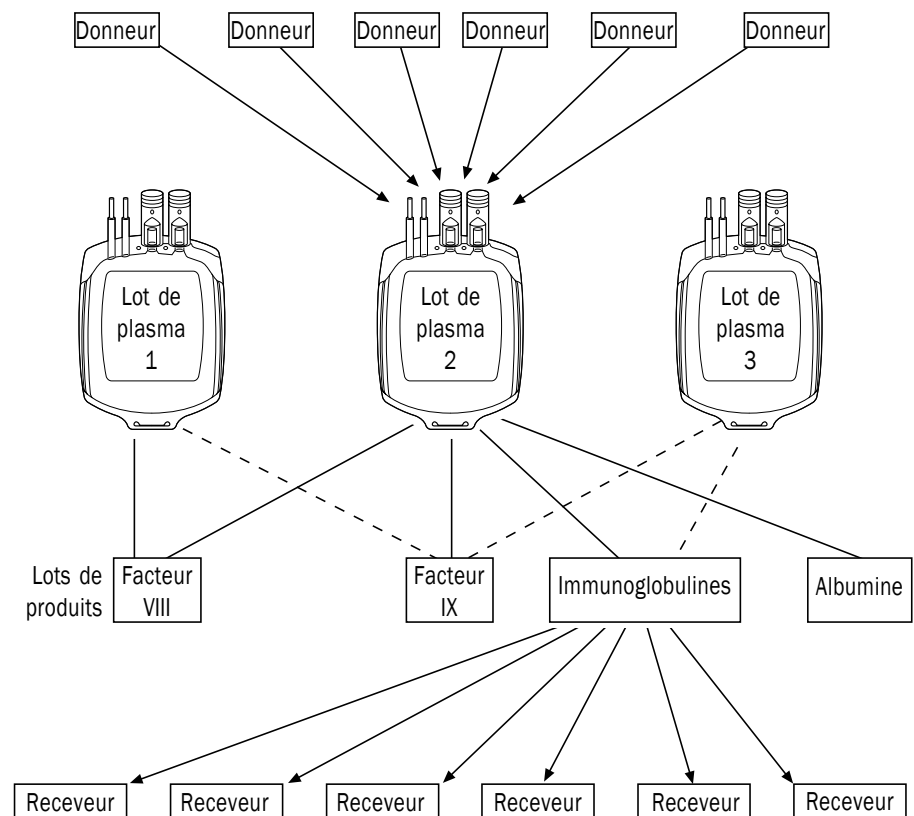 Donneur
Donneur
Donneur
Donneur
Donneur
Donneur
Lot de
plasma
1
Lot de
plasma
2
Lot de
plasma
3
Lots de
produits
Facteur
VIII
Facteur
IX
Immunoglobulines
Albumine
Receveur
Receveur
Receveur
Receveur
Receveur
Receveur